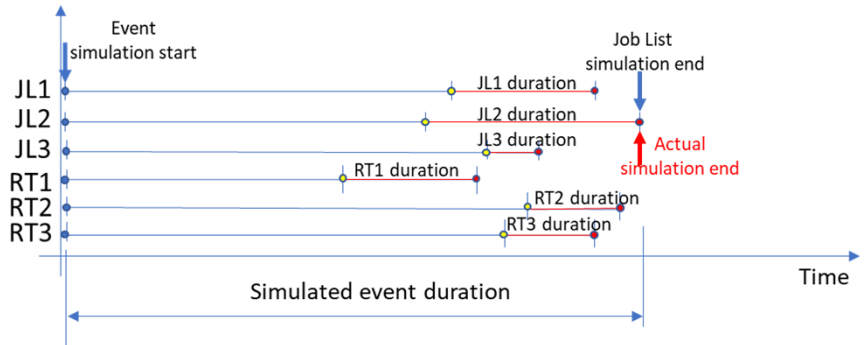 Event
simulation start
Job List
simulation end
JL1
JL1 duration
JL2
JL2 duration
JL3
JL3 duration
Actual
simulation end
RT1
RT1 duration
RT2
RT2 duration
RT3
RT3 duration
Time
Simulated event duration